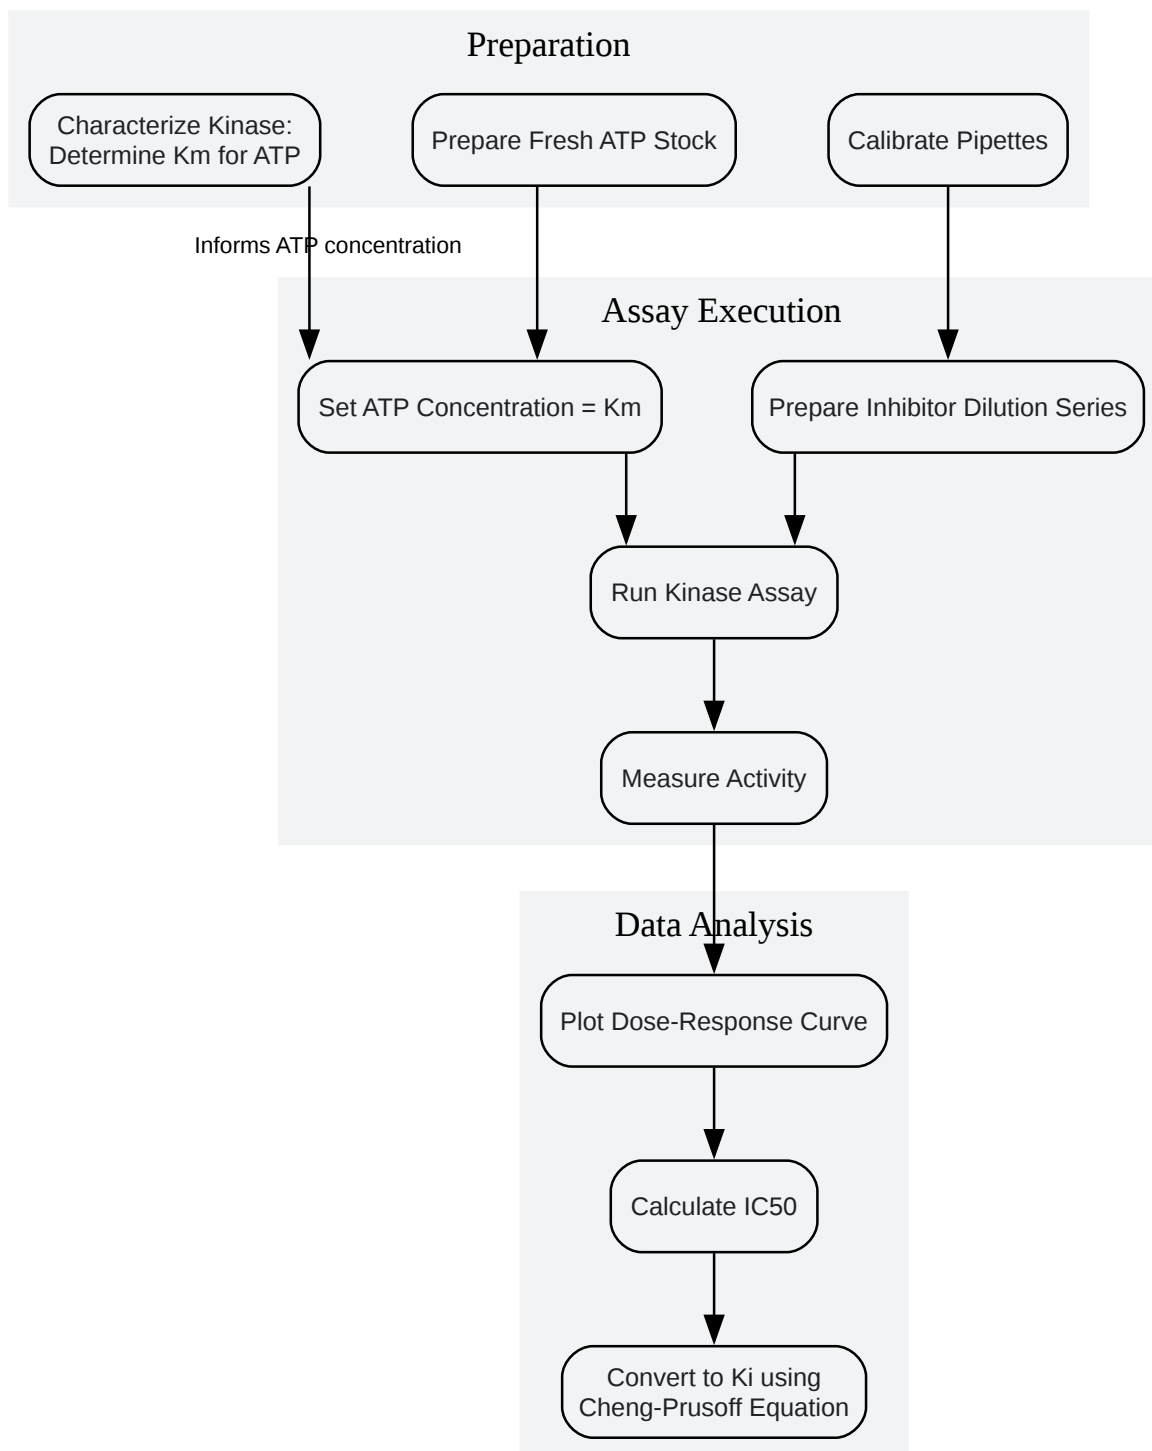 Preparation
Characterize Kinase:
Determine Km for ATP
Prepare Fresh ATP Stock
Calibrate Pipettes
Informs ATP concentration
Assay Execution
Set ATP Concentration = Km
Prepare Inhibitor Dilution Series
Run Kinase Assay
Measure Activity
Data Analysis
Plot Dose-Response Curve
Calculate IC50
Convert to Ki using
Cheng-Prusoff Equation